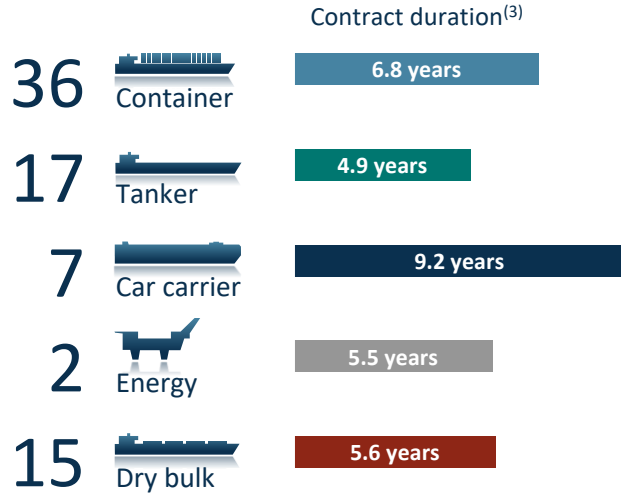 Contract duration(3)
36 Container 6.8 years
17 Tanker 4.9 years
7 Car carrier 9.2 years
2 Energy 5.5 years
15 Dry bulk 5.6 years